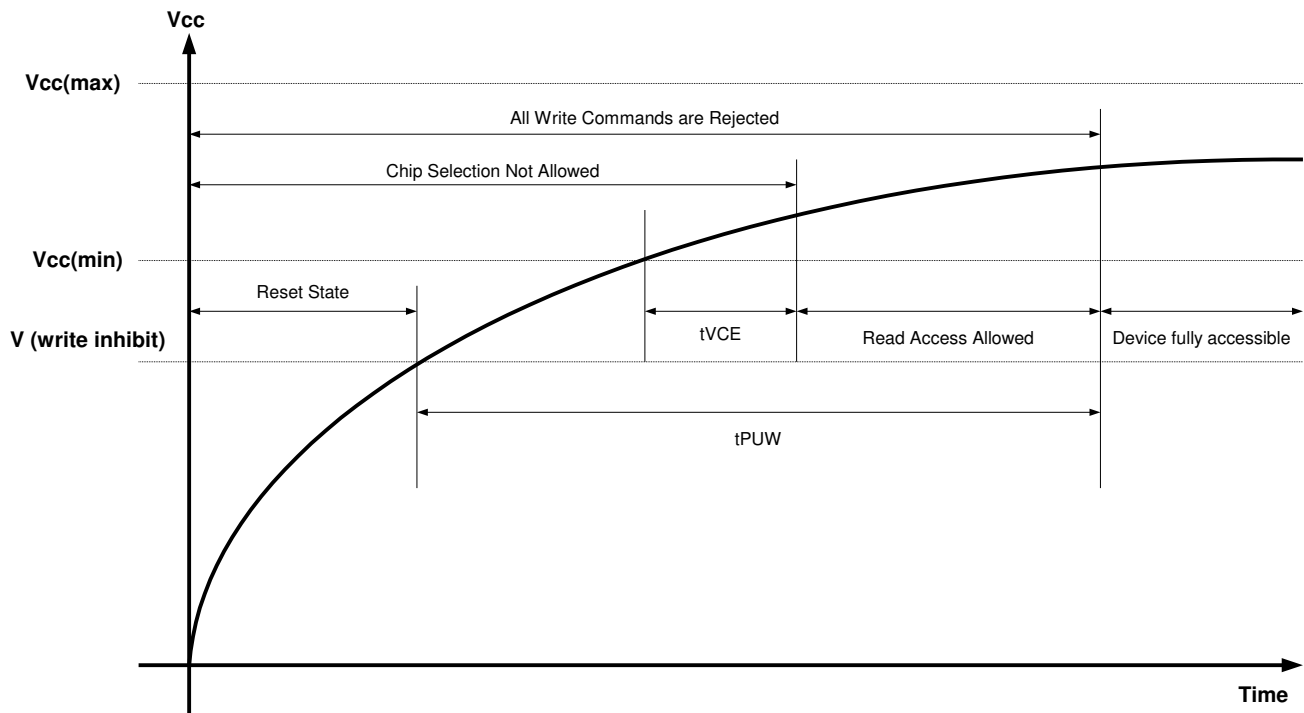 Vcc
Vcc(max)
All Write Commands are Rejected
Chip Selection Not Allowed
Vcc(min)
Reset State
V (write inhibit)
tVCE
Read Access Allowed
Device fully accessible
tPUW
Time